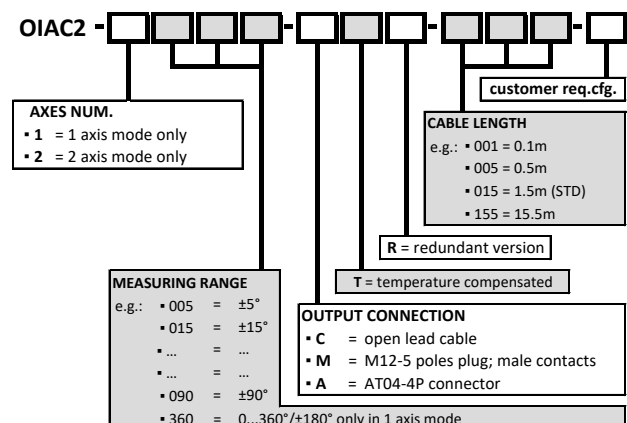 OIAC2 - - - -
customer req.cfg.
AXES NUM.
▪ 1 = 1 axis mode only
▪ 2 = 2 axis mode only
CABLE LENGTH
e.g.: ▪ 001 = 0.1m
▪ 005 = 0.5m
▪ 015 = 1.5m (STD)
▪ 155 = 15.5m
R = redundant version
T = temperature compensated
MEASURING RANGE
e.g.: ▪ 005 = ±5°
▪ 015 = ±15°
▪ ... = ...
▪ ... = ...
▪ 090 = ±90°
▪ 360 = 0...360°/±180° only in 1 axis mode
OUTPUT CONNECTION
▪ C = open lead cable
▪ M = M12-5 poles plug; male contacts
▪ A = AT04-4P connector